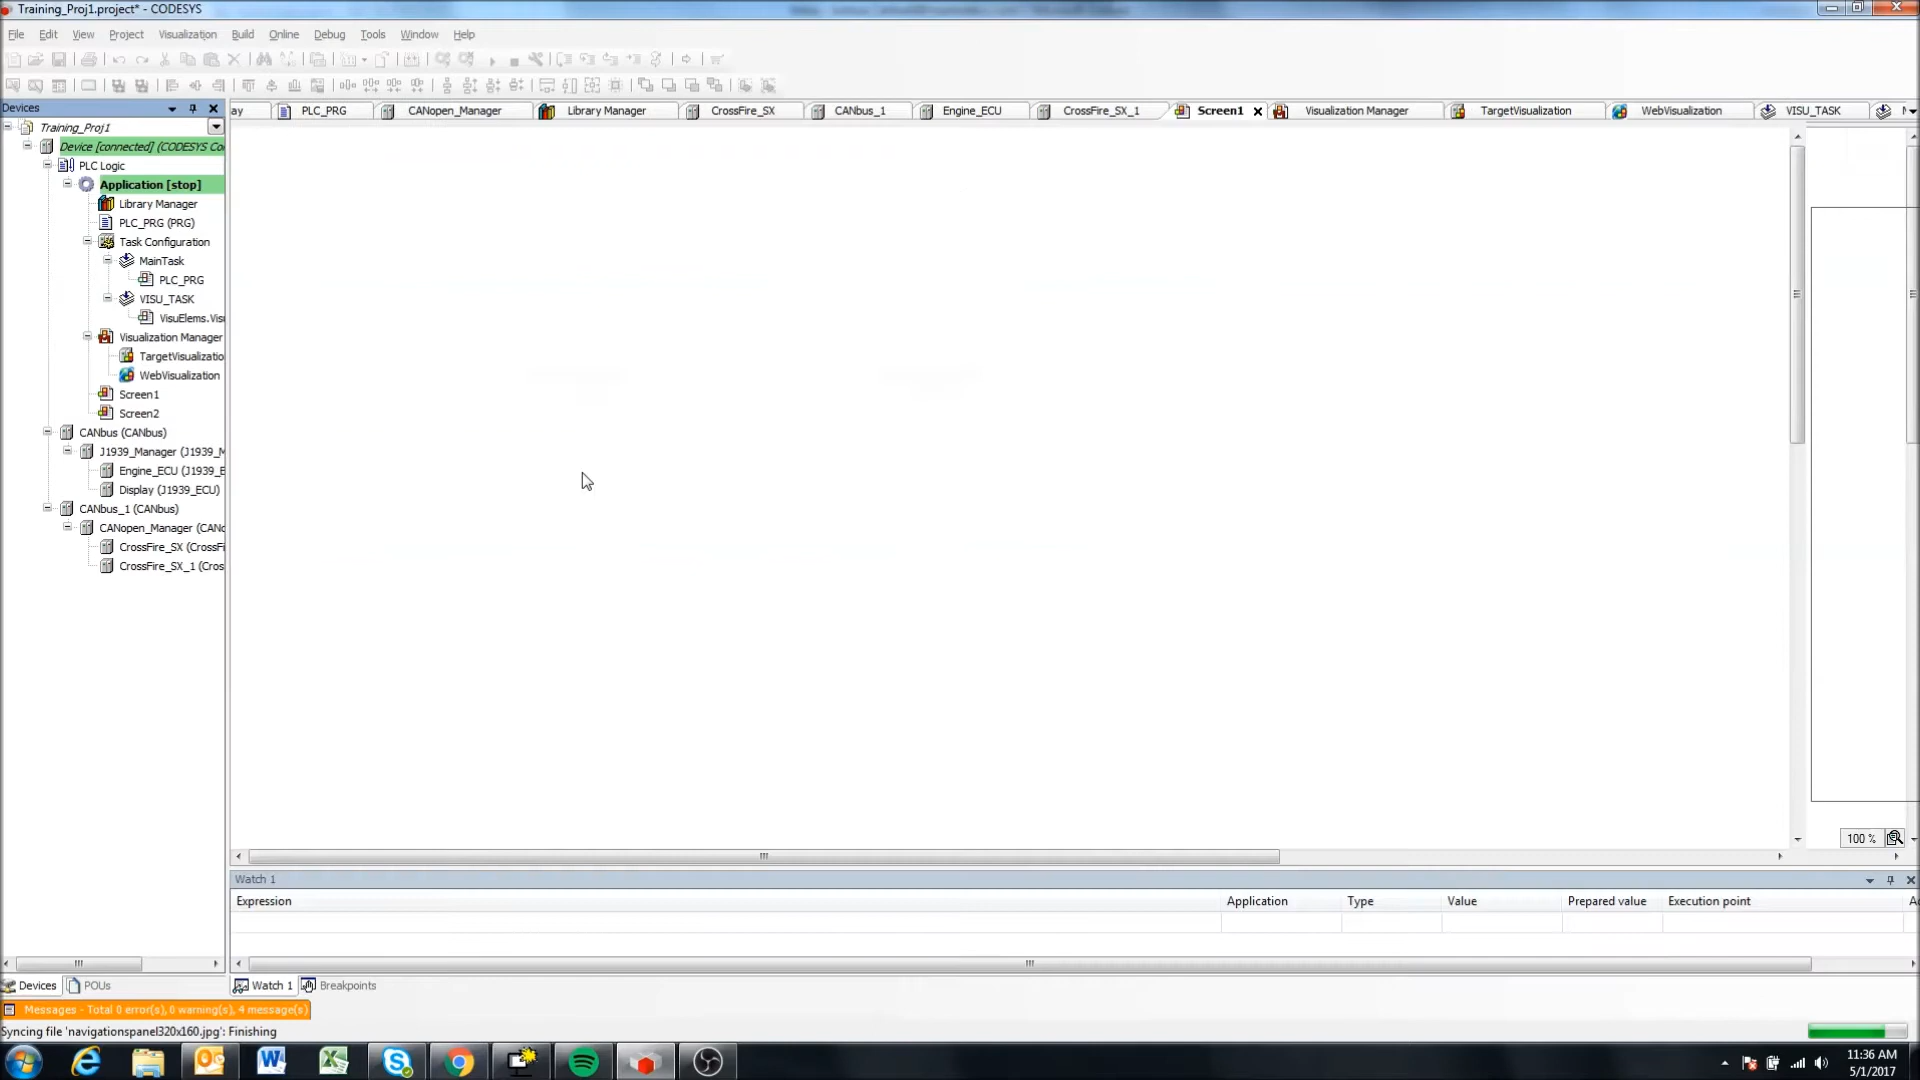 Training_Proj1.project* - CODESYS
File Edit View Project Visualization Build Online Debug Tools Window Help
Devices
ay PLC_PRG CANopen_Manager Library Manager CrossFire_SX CANbus_1 Engine_ECU CrossFire_SX_1 Screen1 Visualization Manager TargetVisualization WebVisualization VISU_TASK
Training_Proj1
Device [connected] (CODESYS Co
PLC Logic
Application [stop]
Library Manager
PLC_PRG (PRG)
Task Configuration
MainTask
PLC_PRG
VISU_TASK
VisuElems.Visu
Visualization Manager
TargetVisualizatio
WebVisualization
Screen1
Screen2
CANbus (CANbus)
J1939_Manager (J1939_M
Engine_ECU (J1939_E
Display (J1939_ECU)
CANbus_1 (CANbus)
CANopen_Manager (CANo
CrossFire_SX (CrossFi
CrossFire_SX_1 (Cros
100 %
Watch 1
Expression Application Type Value Prepared value Execution point
Devices POUs Watch 1 Breakpoints
Messages - Total 0 error(s), 0 warning(s), 4 message(s)
Syncing file 'navigationspanel320x160.jpg': Finishing
11:36 AM
5/1/2017